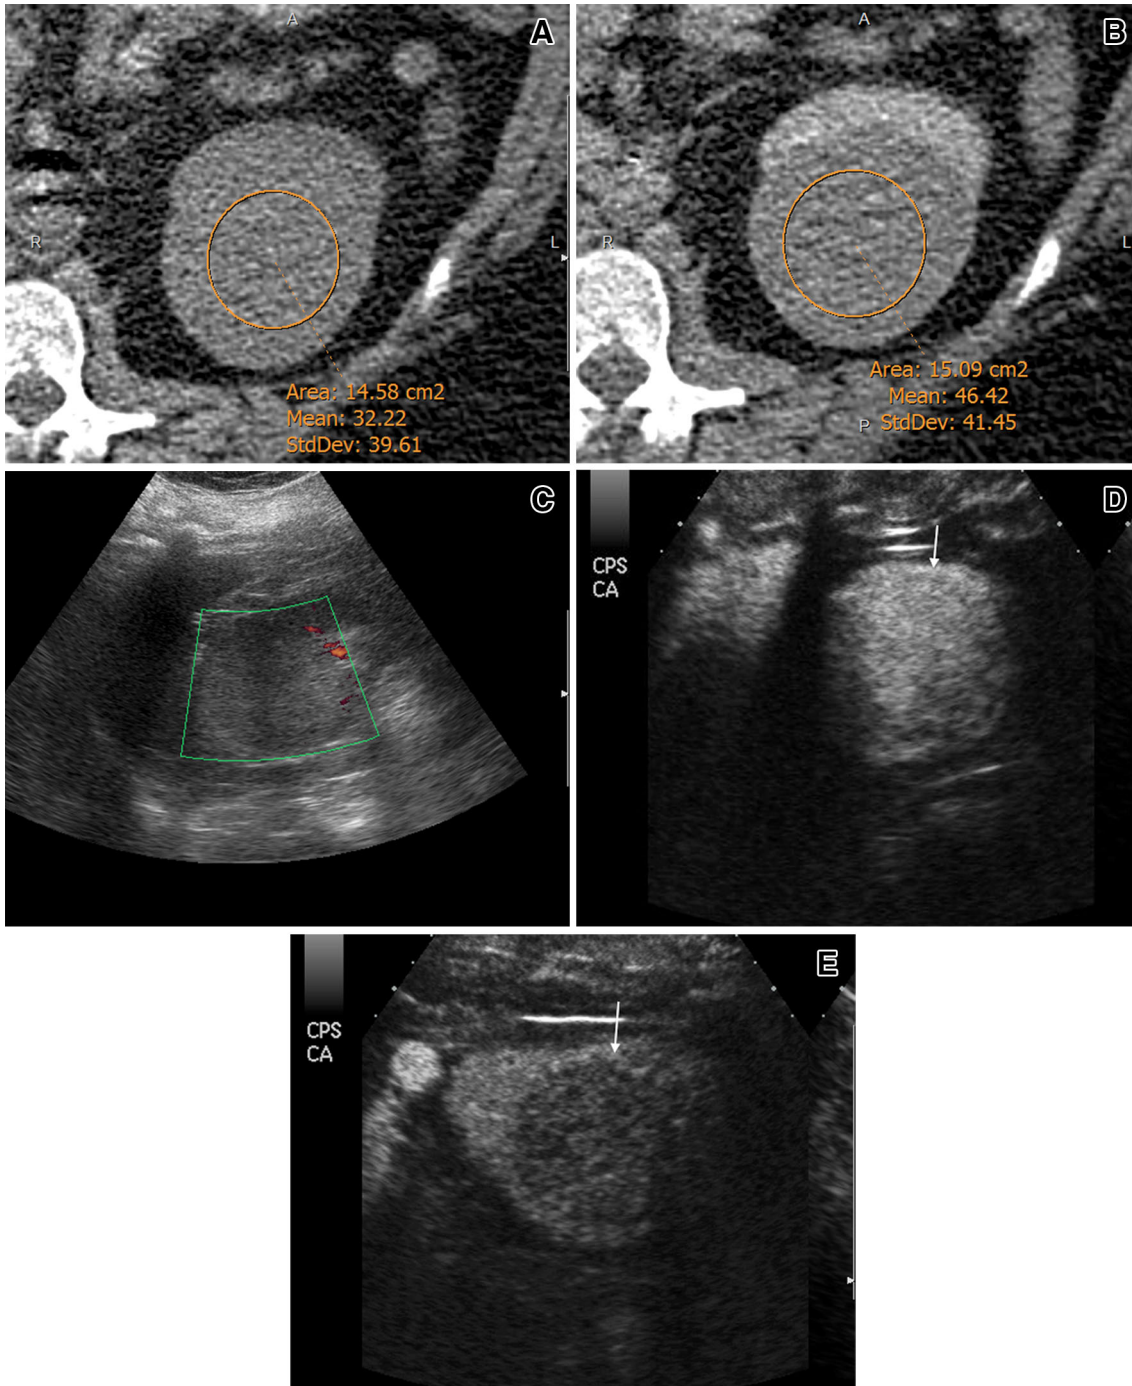 A
A
R
L
Area: 14.58 cm2
Mean: 32.22
StdDev: 39.61
A
B
R
L
Area: 15.09 cm2
Mean: 46.42
P StdDev: 41.45
C
D
CPS
CA
E
CPS
CA